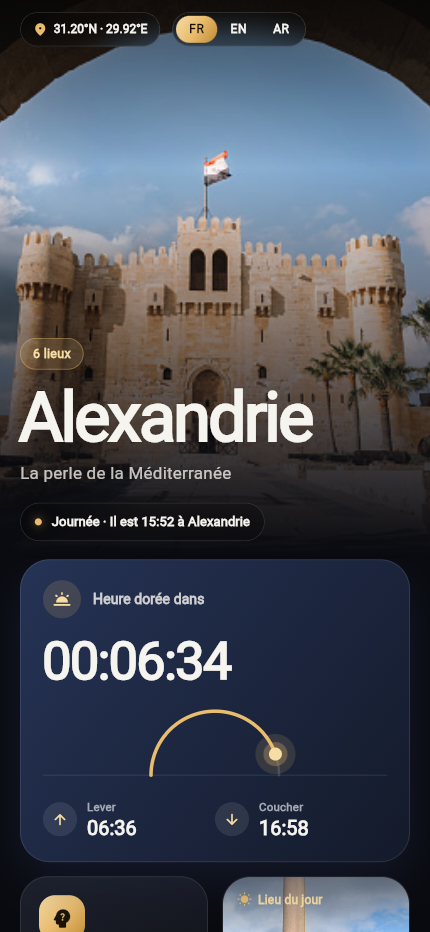 31.20°N · 29.92°E
FR EN AR
6 lieux
Alexandrie
La perle de la Méditerranée
Journée · Il est 15:52 à Alexandrie
Heure dorée dans
00:06:34
Lever
06:36
Coucher
16:58
Lieu du jour